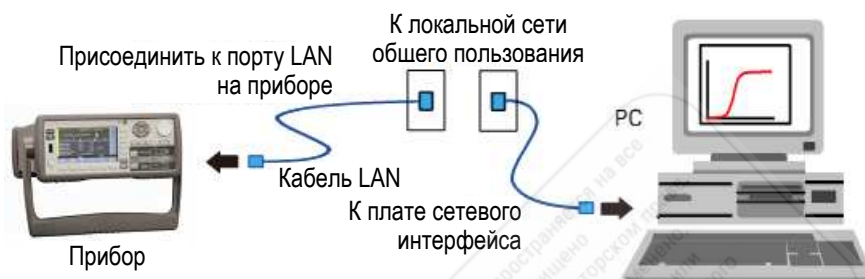 К локальной сети
общего пользования
Присоединить к порту LAN
на приборе
PC
Кабель LAN
К плате сетевого
интерфейса
Прибор